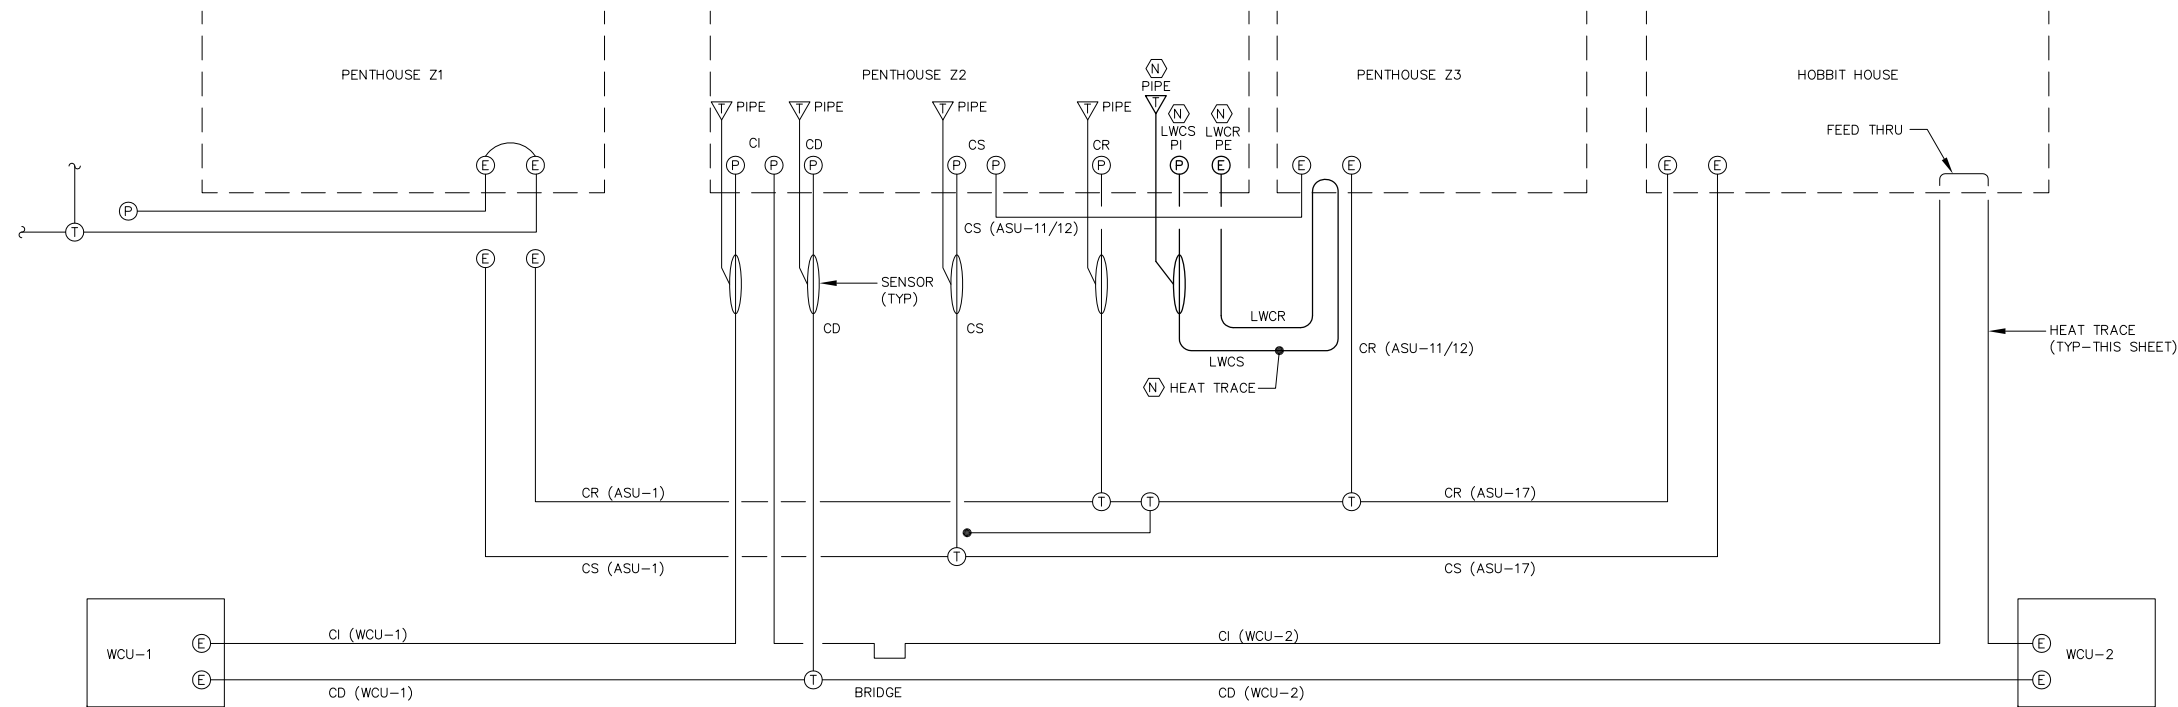 PENTHOUSE Z1
PENTHOUSE Z2
PENTHOUSE Z3
HOBBIT HOUSE
N
PIPE
T
T PIPE
T PIPE
T PIPE
T PIPE
N
LWCS
PI
N
LWCR
PE
CI
CD
CS
CR
FEED THRU
E
E
P
P
P
P
P
P
P
E
E
E
E
E
P
T
CS (ASU-11/12)
E
E
SENSOR
(TYP)
CD
CS
LWCR
LWCS
CR (ASU-11/12)
HEAT TRACE
(TYP-THIS SHEET)
N HEAT TRACE
CR (ASU-1)
T
T
T
CR (ASU-17)
T
CS (ASU-1)
CS (ASU-17)
WCU-1
E
E
CI (WCU-1)
CI (WCU-2)
CD (WCU-1)
T
BRIDGE
CD (WCU-2)
E
E
WCU-2